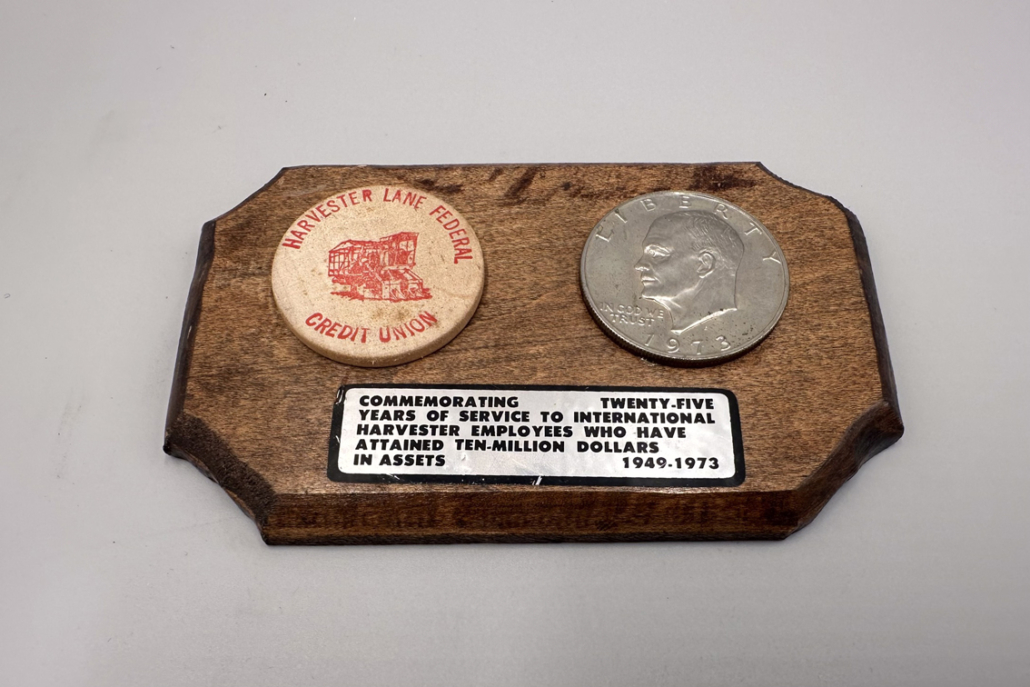 HARVESTER LANE FEDERAL
CREDIT UNION
LIBERTY
IN GOD WE
TRUST
1973
COMMEMORATING TWENTY-FIVE
YEARS OF SERVICE TO INTERNATIONAL
HARVESTER EMPLOYEES WHO HAVE
ATTAINED TEN-MILLION DOLLARS
IN ASSETS 1949-1973